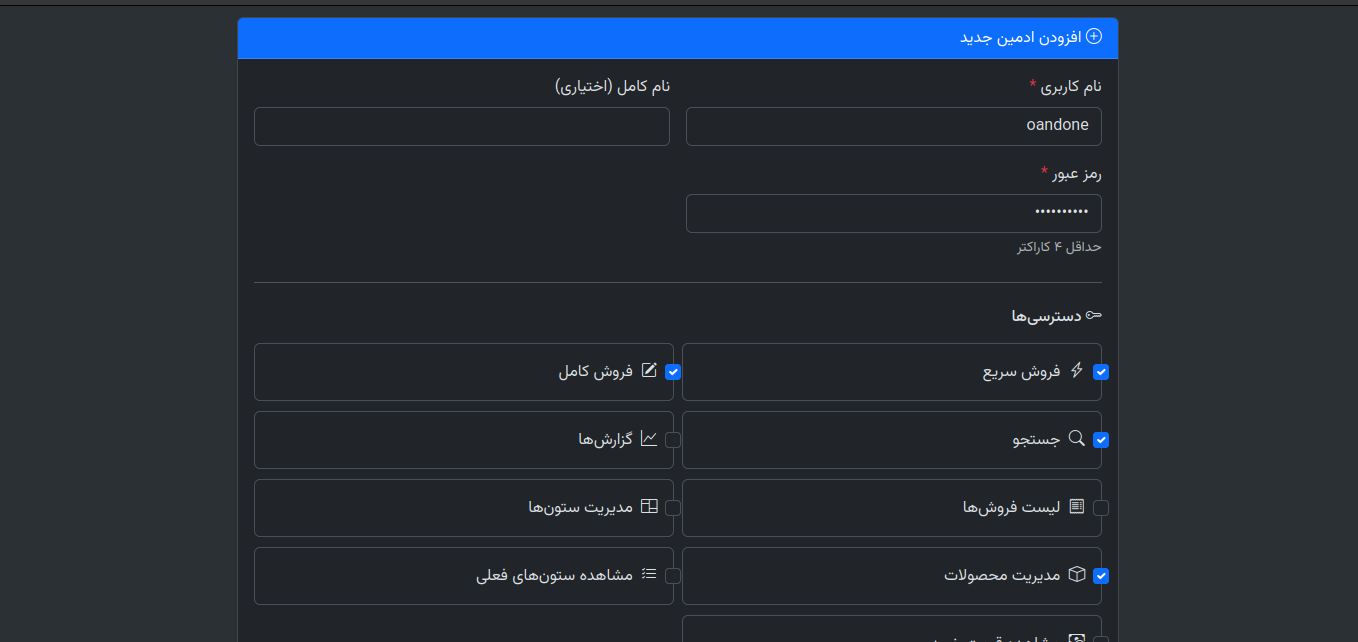 افزودن ادمین جدید
نام کاربری *
نام کامل (اختیاری)
oandone
رمز عبور *
••••••••••
حداقل ۴ کاراکتر
دسترسی‌ها
فروش سریع
فروش کامل
جستجو
گزارش‌ها
لیست فروش‌ها
مدیریت ستون‌ها
مدیریت محصولات
مشاهده ستون‌های فعلی